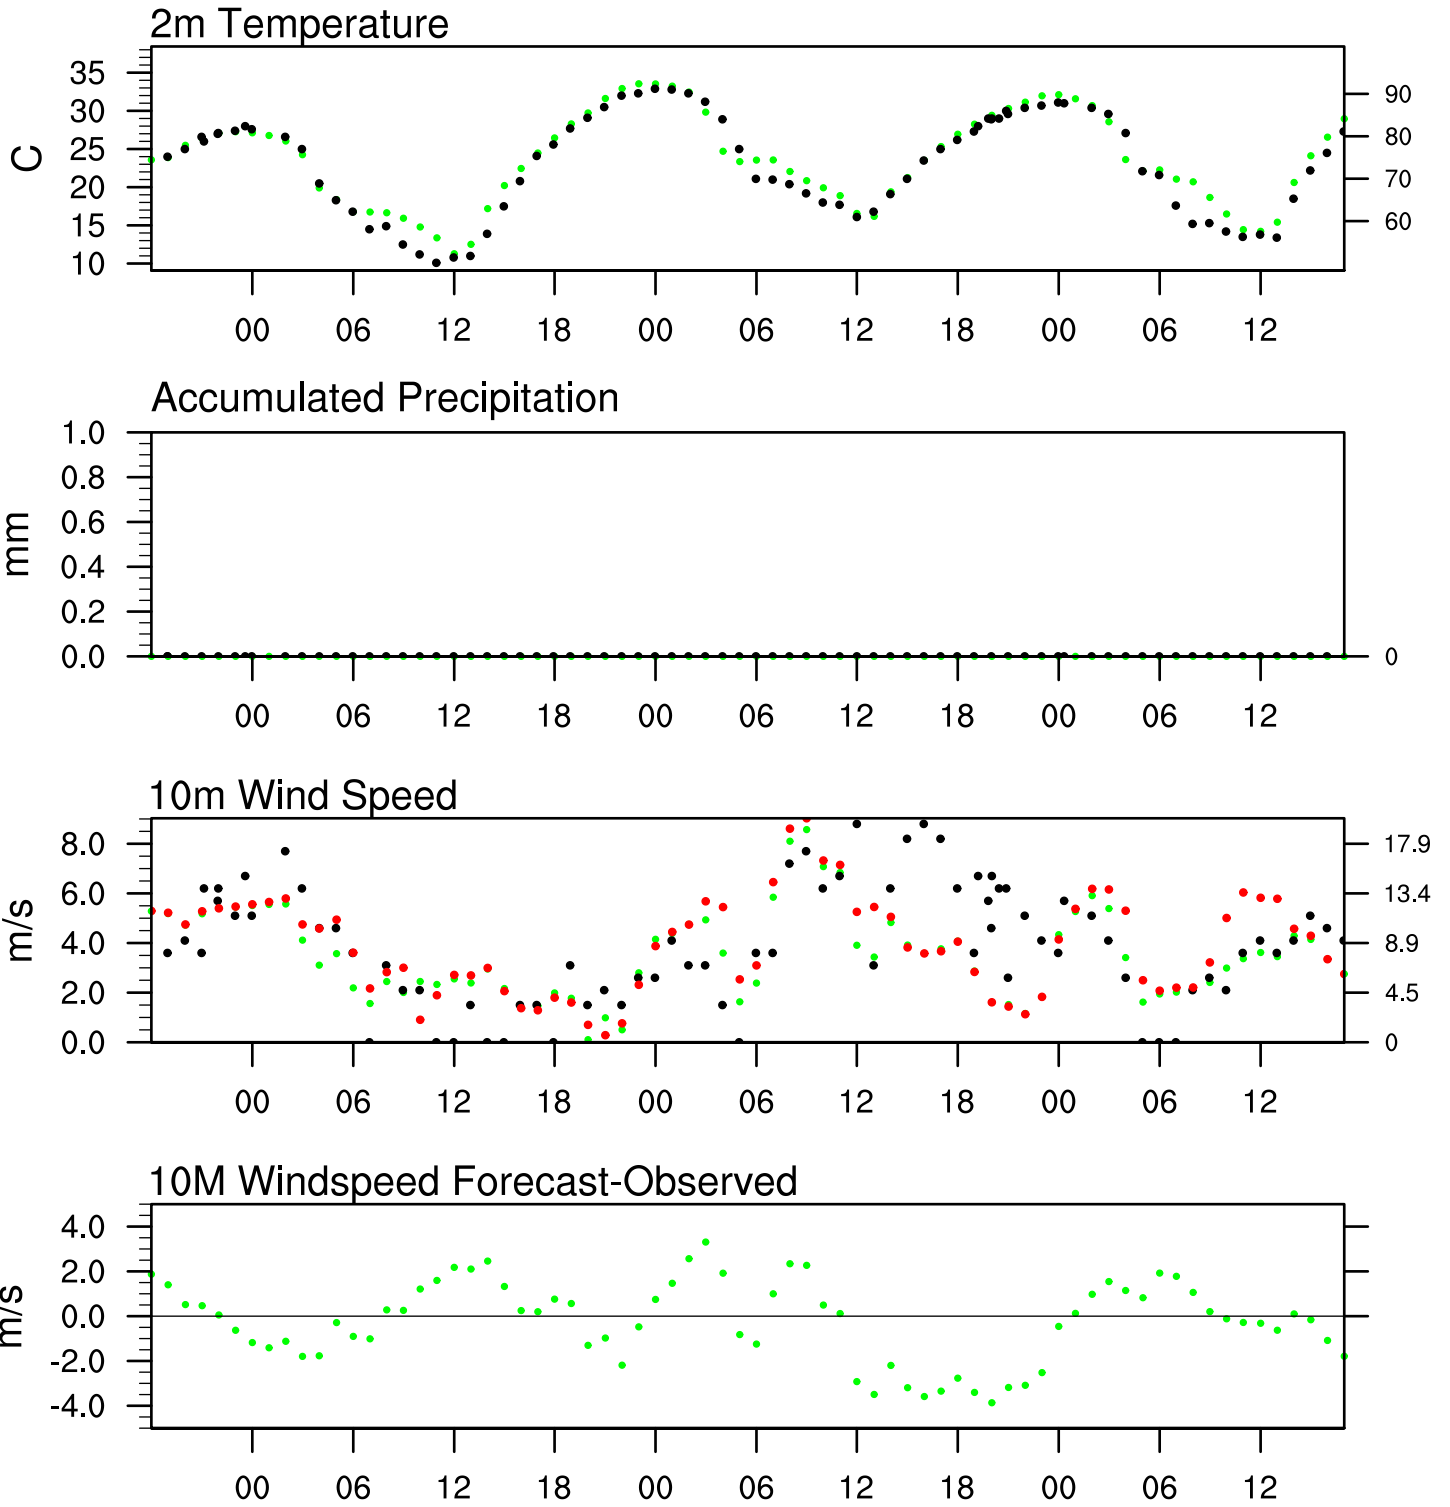 2m Temperature
C
35
30
25
20
15
10
90
80
70
60
00 06 12 18 00 06 12 18 00 06 12
Accumulated Precipitation
mm
1.0
0.8
0.6
0.4
0.2
0.0
0
00 06 12 18 00 06 12 18 00 06 12
10m Wind Speed
m/s
8.0
6.0
4.0
2.0
0.0
17.9
13.4
8.9
4.5
0
00 06 12 18 00 06 12 18 00 06 12
10M Windspeed Forecast-Observed
m/s
4.0
2.0
0.0
-2.0
-4.0
00 06 12 18 00 06 12 18 00 06 12